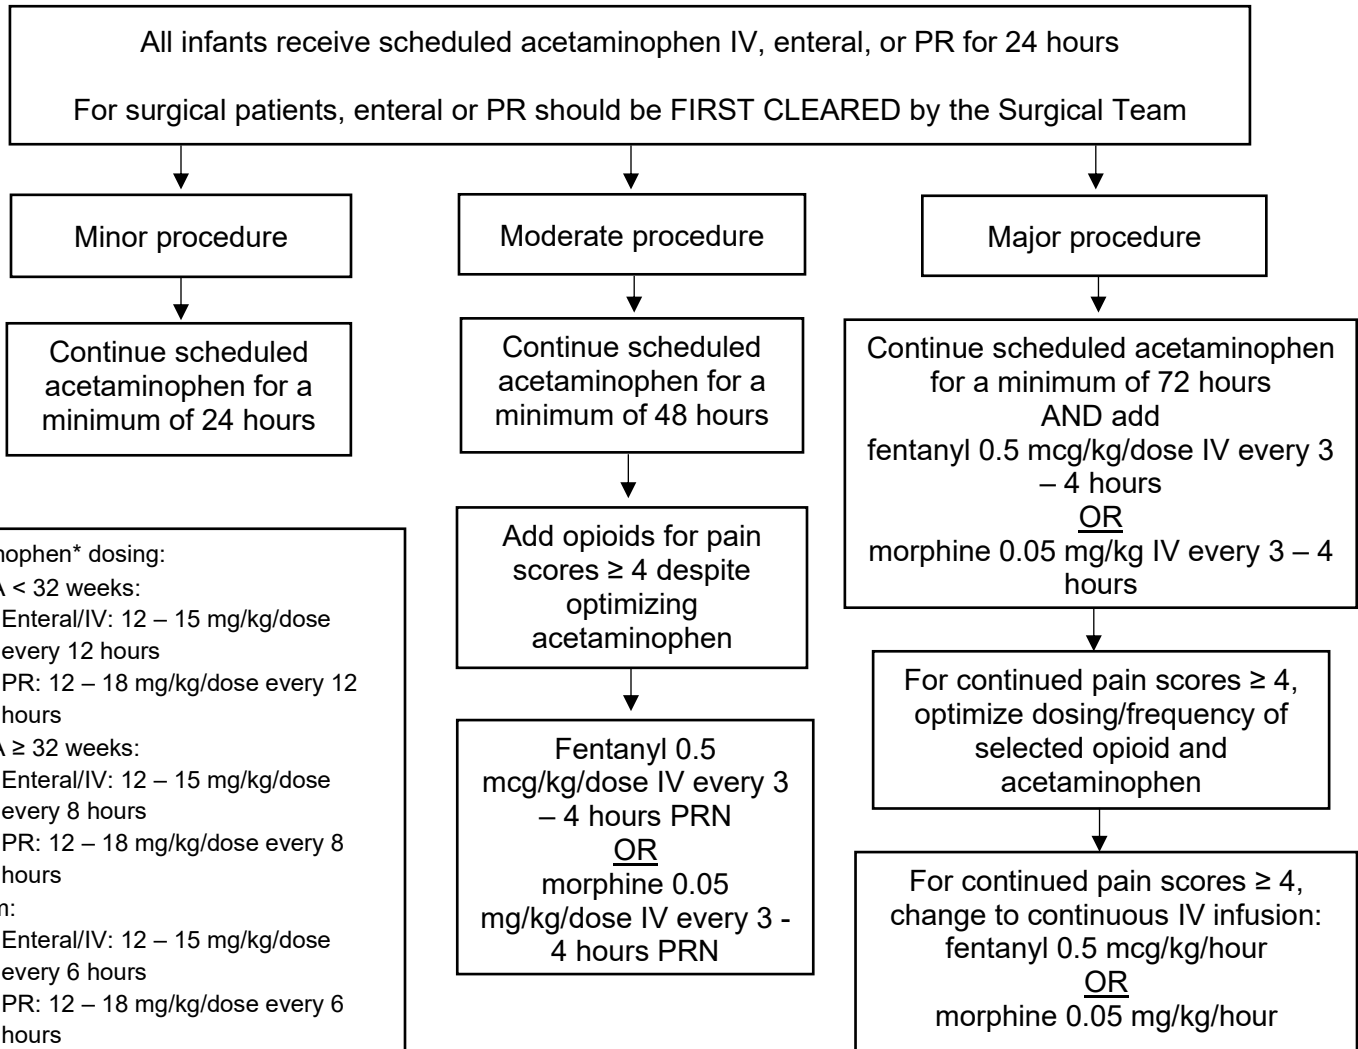 All infants receive scheduled acetaminophen IV, enteral, or PR for 24 hours
For surgical patients, enteral or PR should be FIRST CLEARED by the Surgical Team
Minor procedure
Continue scheduled
acetaminophen for a
minimum of 24 hours
Moderate procedure
Continue scheduled
acetaminophen for a
minimum of 48 hours
Add opioids for pain
scores ≥ 4 despite
optimizing
acetaminophen
Fentanyl 0.5
mcg/kg/dose IV every 3
– 4 hours PRN
OR
morphine 0.05
mg/kg/dose IV every 3 -
4 hours PRN
Major procedure
Continue scheduled acetaminophen
for a minimum of 72 hours
AND add
fentanyl 0.5 mcg/kg/dose IV every 3
– 4 hours
OR
morphine 0.05 mg/kg IV every 3 – 4
hours
For continued pain scores ≥ 4,
optimize dosing/frequency of
selected opioid and
acetaminophen
For continued pain scores ≥ 4,
change to continuous IV infusion:
fentanyl 0.5 mcg/kg/hour
OR
morphine 0.05 mg/kg/hour
nophen* dosing:
< 32 weeks:
Enteral/IV: 12 – 15 mg/kg/dose
every 12 hours
PR: 12 – 18 mg/kg/dose every 12
hours
≥ 32 weeks:
Enteral/IV: 12 – 15 mg/kg/dose
every 8 hours
PR: 12 – 18 mg/kg/dose every 8
hours
Enteral/IV: 12 – 15 mg/kg/dose
every 6 hours
PR: 12 – 18 mg/kg/dose every 6
hours